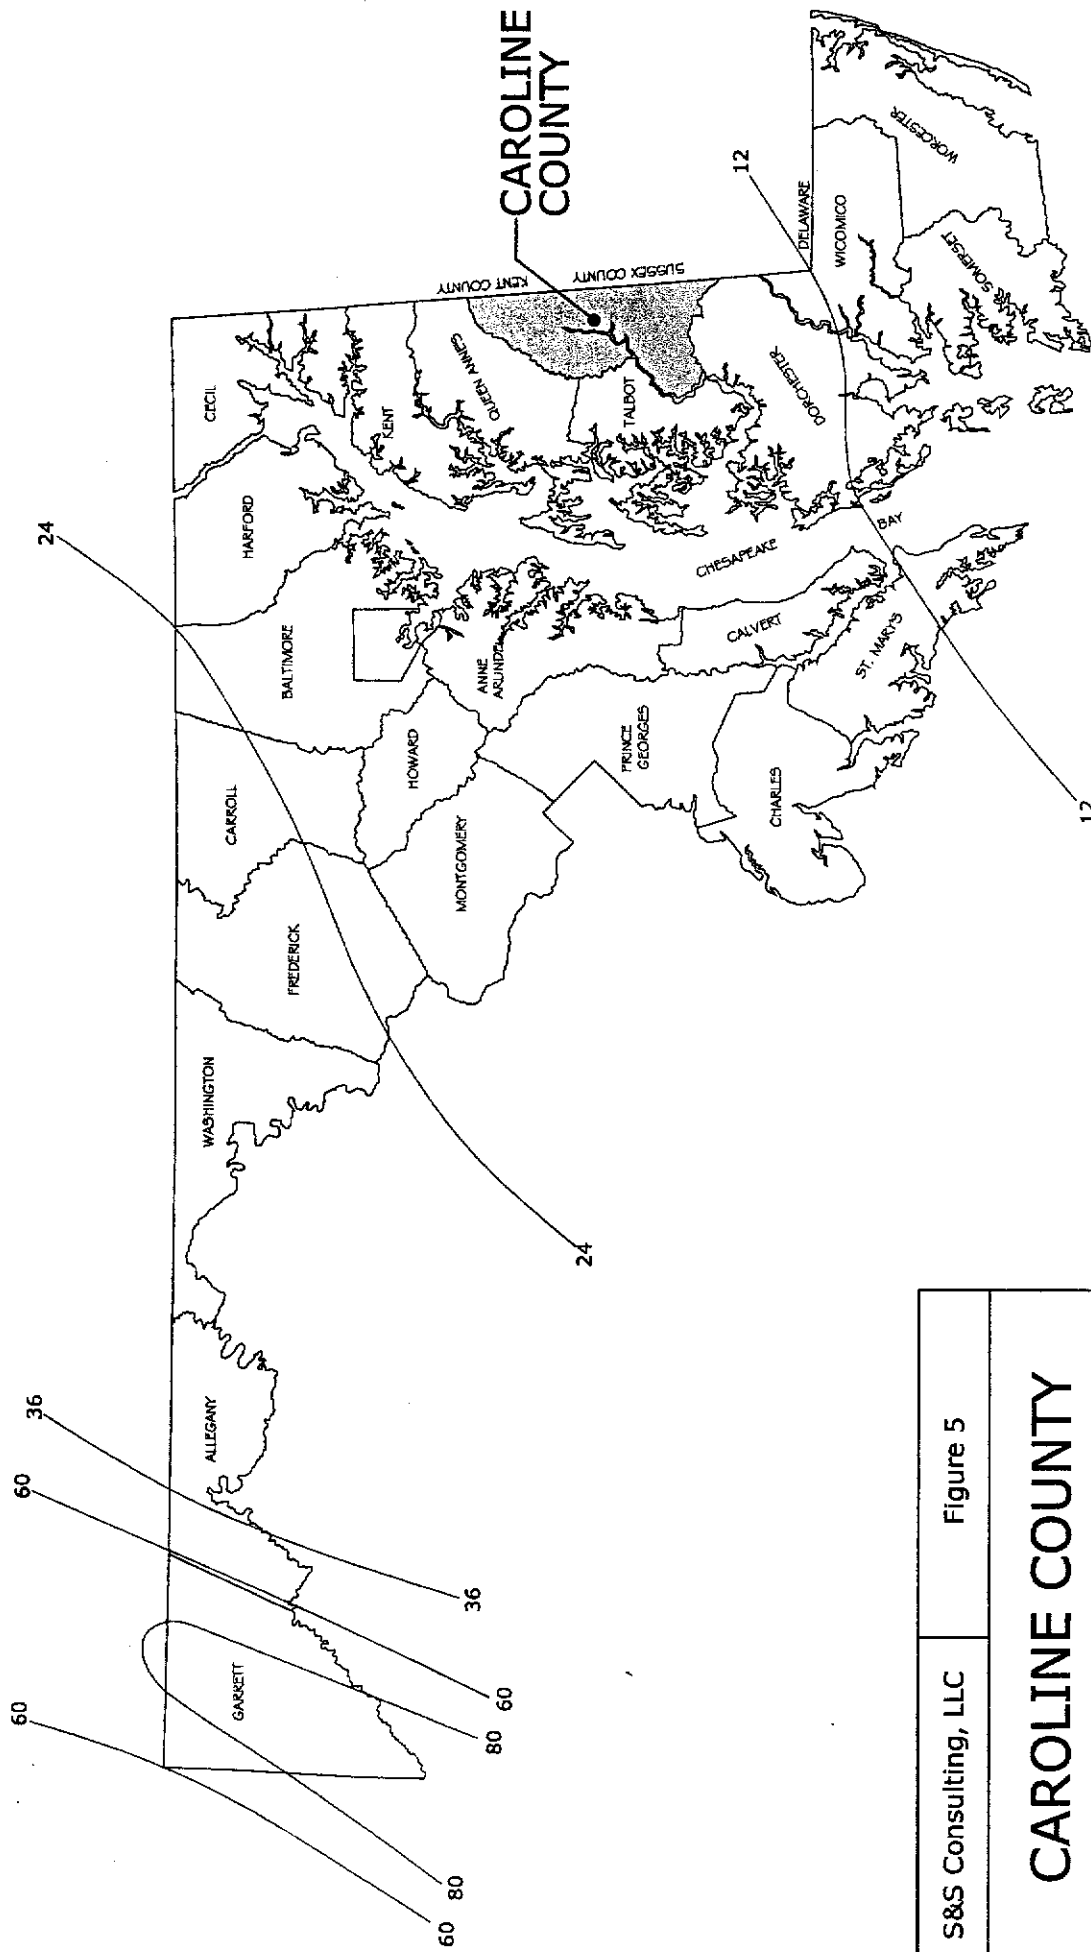 60
60
36
24
GARRETT
ALLEGANY
WASHINGTON
FREDERICK
CARROLL
BALTIMORE
HARFORD
CECIL
KENT
QUEEN ANNES
KENT COUNTY
SUSSEX COUNTY
CAROLINE
COUNTY
MONTGOMERY
HOWARD
ANNE
ARUNDEL
TALBOT
PRINCE
GEORGES
CHESAPEAKE
BAY
CALVERT
CHARLES
ST. MARYS
DORCHESTER
12
DELAWARE
WICOMICO
WORCESTER
SOMERSET
60
80
80
60
36
24
12
S&S Consulting, LLC
Figure 5
CAROLINE COUNTY